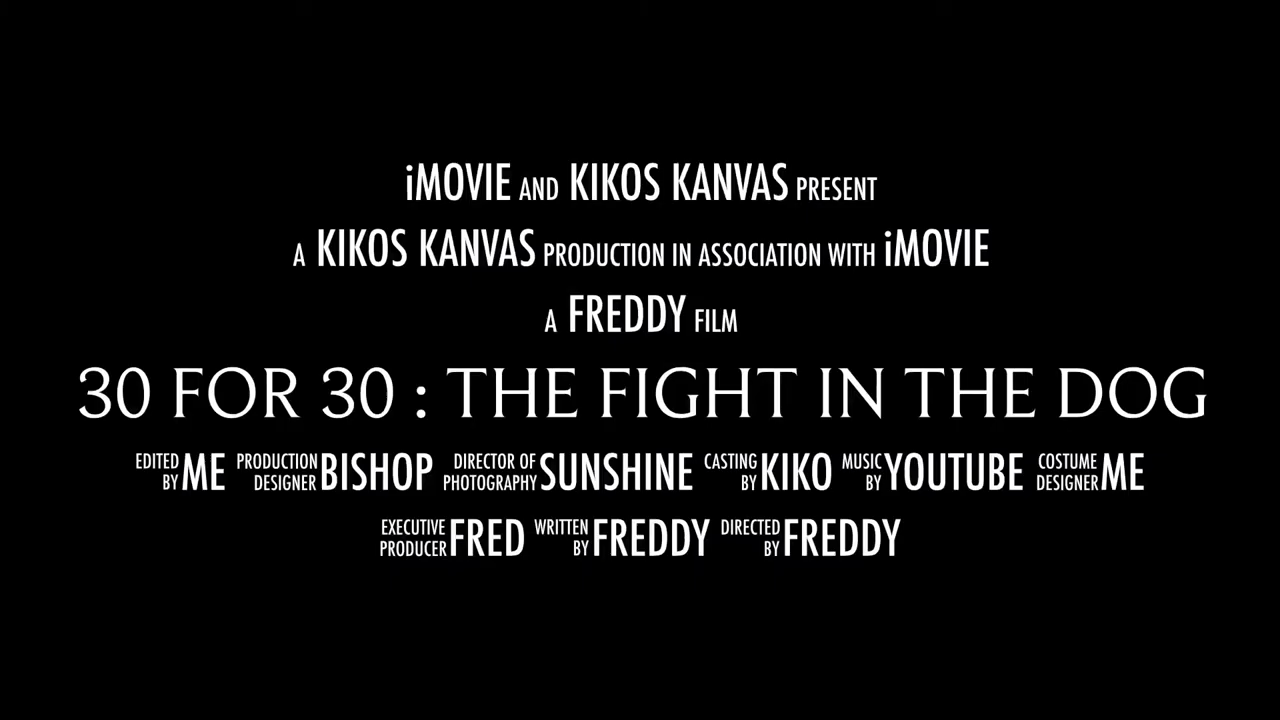 iMOVIE AND KIKOS KANVAS PRESENT
A KIKOS KANVAS PRODUCTION IN ASSOCIATION WITH iMOVIE
A FREDDY FILM
30 FOR 30 : THE FIGHT IN THE DOG
EDITED BY ME PRODUCTION DESIGNER BISHOP DIRECTOR OF PHOTOGRAPHY SUNSHINE CASTING BY KIKO MUSIC BY YOUTUBE COSTUME DESIGNER ME
EXECUTIVE PRODUCER FRED WRITTEN BY FREDDY DIRECTED BY FREDDY